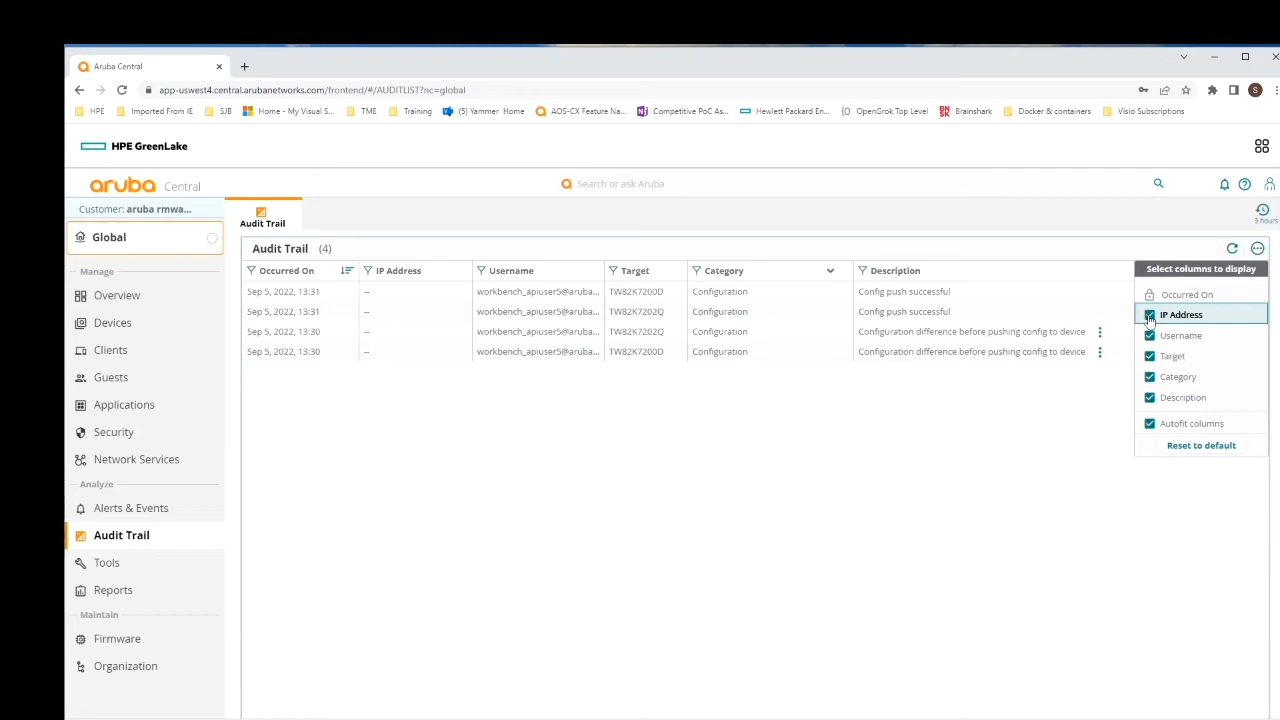 Aruba Central
app-uswest4.central.arubanetworks.com/frontend/#/AUDITLIST?nc=global
S
HPE Imported From IE SJB Home - My Visual S... TME Training (5) Yammer Home AOS-CX Feature Na... Competitive PoC As... Hewlett Packard En... OpenGrok Top Level Brainshark Docker & containers Visio Subscriptions
HPE GreenLake
aruba Central
Search or ask Aruba
Customer: aruba rmwa...
Global
Manage
Overview
Devices
Clients
Guests
Applications
Security
Network Services
Analyze
Alerts & Events
Audit Trail
Tools
Reports
Maintain
Firmware
Organization
Audit Trail
3 hours
Audit Trail (4)
Occurred On IP Address Username Target Category Description
Sep 5, 2022, 13:31 -- workbench_apiuser5@aruba... TW82K7200D Configuration Config push successful
Sep 5, 2022, 13:31 -- workbench_apiuser5@aruba... TW82K7202Q Configuration Config push successful
Sep 5, 2022, 13:30 -- workbench_apiuser5@aruba... TW82K7202Q Configuration Configuration difference before pushing config to device
Sep 5, 2022, 13:30 -- workbench_apiuser5@aruba... TW82K7200D Configuration Configuration difference before pushing config to device
Select columns to display
Occurred On
IP Address
Username
Target
Category
Description
Autofit columns
Reset to default